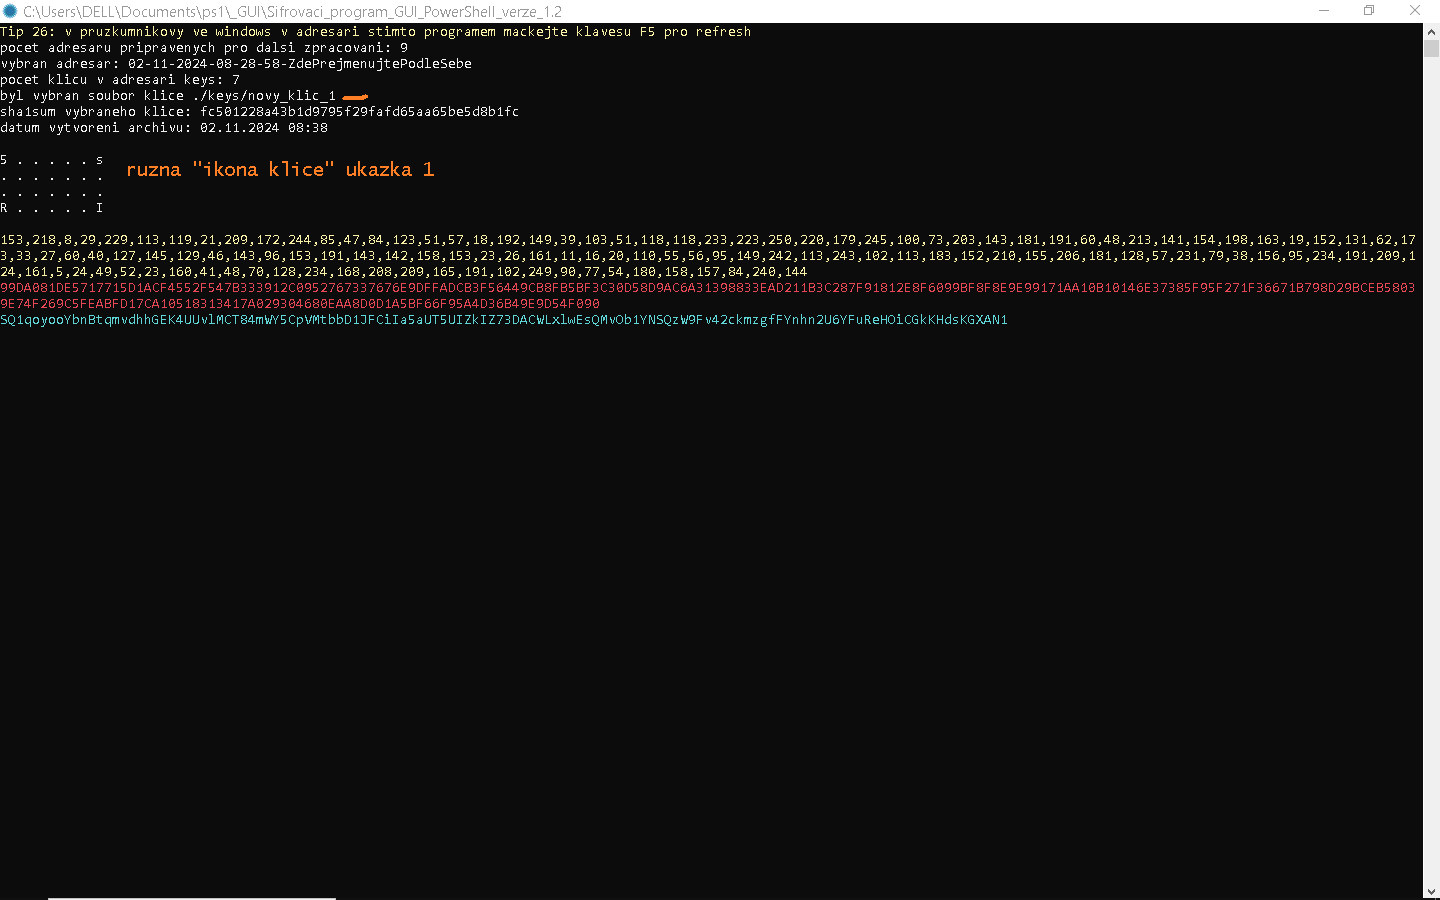 C:\Users\DELL\Documents\ps1\_GUI\Sifrovaci_program_GUI_PowerShell_verze_1.2
Tip 26: v pruzkumnikovy ve windows v adresari stimto programem mackejte klavesu F5 pro refresh
pocet adresaru pripravenych pro dalsi zpracovani: 9
vybran adresar: 02-11-2024-08-28-58-ZdePrejmenujtePodleSebe
pocet klicu v adresari keys: 7
byl vybran soubor klice ./keys/novy_klic_1
sha1sum vybraneho klice: fc501228a43b1d9795f29fafd65aa65be5d8b1fc
datum vytvoreni archivu: 02.11.2024 08:38
5 . . . . . s
. . . . . . .
ruzna "ikona klice" ukazka 1
. . . . . . .
R . . . . . I
153,218,8,29,229,113,119,21,209,172,244,85,47,84,123,51,57,18,192,149,39,103,51,118,118,233,223,250,220,179,245,100,73,203,143,181,191,60,48,213,141,154,198,163,19,152,131,62,17
3,33,27,60,40,127,145,129,46,143,96,153,191,143,142,158,153,23,26,161,11,16,20,110,55,56,95,149,242,113,243,102,113,183,152,210,155,206,181,128,57,231,79,38,156,95,234,191,209,1
24,161,5,24,49,52,23,160,41,48,70,128,234,168,208,209,165,191,102,249,90,77,54,180,158,157,84,240,144
99DA081DE5717715D1ACF4552F547B333912C0952767337676E9DFFADCB3F56449CB8FB5BF3C30D58D9AC6A31398833EAD211B3C287F91812E8F6099BF8F8E9E99171AA10B10146E37385F95F271F36671B798D29BCEB58039
9E74F269C5FEABFD17CA10518313417A029304680EAA8D0D1A5BF66F95A4D36B49E9D54F090
SQ1qoyooYbnBtqmvdhhGEK4UUvlMCT84mWY5CpVMtbbD1JFCiIa5aUT5UIZkIZ73DACWLxlwEsQMvOb1YNSQzW9Fv42ckmzgfFYnhn2U6YFuReHOiCGkKHdsKGXAN1